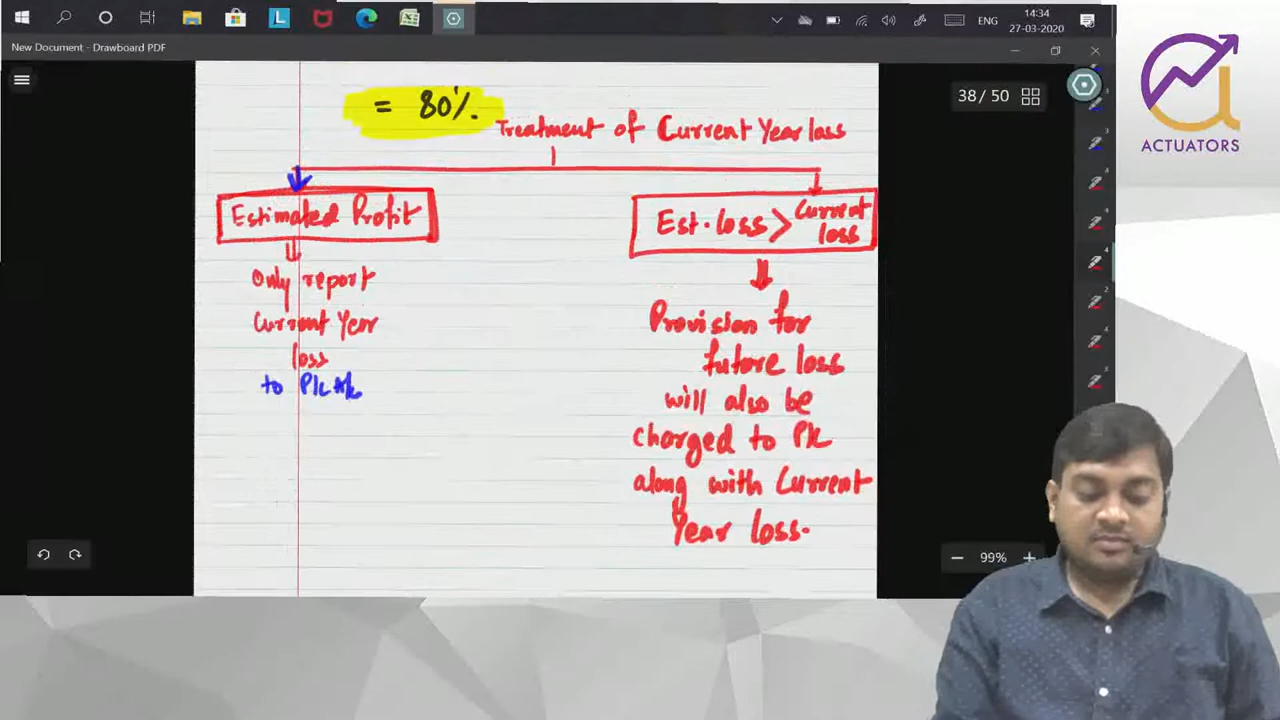 14:34
ENG
27-03-2020
New Document - Drawboard PDF
38 / 50
ACTUATORS
= 80%.
Treatment of Current Year loss
Estimated Profit
Only report
Current Year
loss
to P/L A/c
Est. loss > Current
loss
Provision for
future loss
will also be
charged to P/L
along with Current
Year loss.
99%